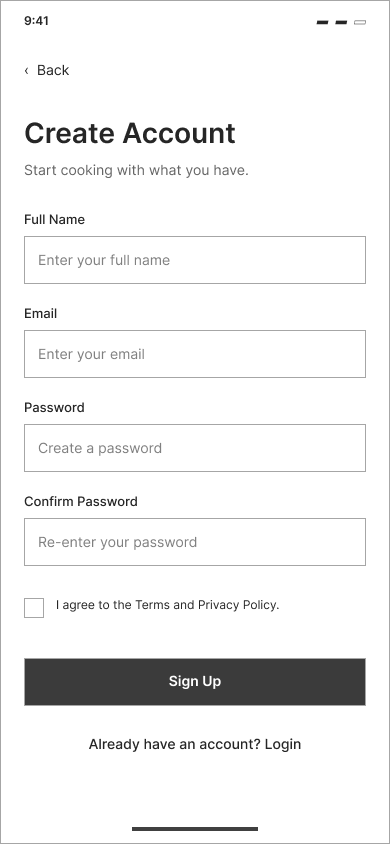 9:41
‹ Back
Create Account
Start cooking with what you have.
Full Name
Enter your full name
Email
Enter your email
Password
Create a password
Confirm Password
Re-enter your password
I agree to the Terms and Privacy Policy.
Sign Up
Already have an account? Login